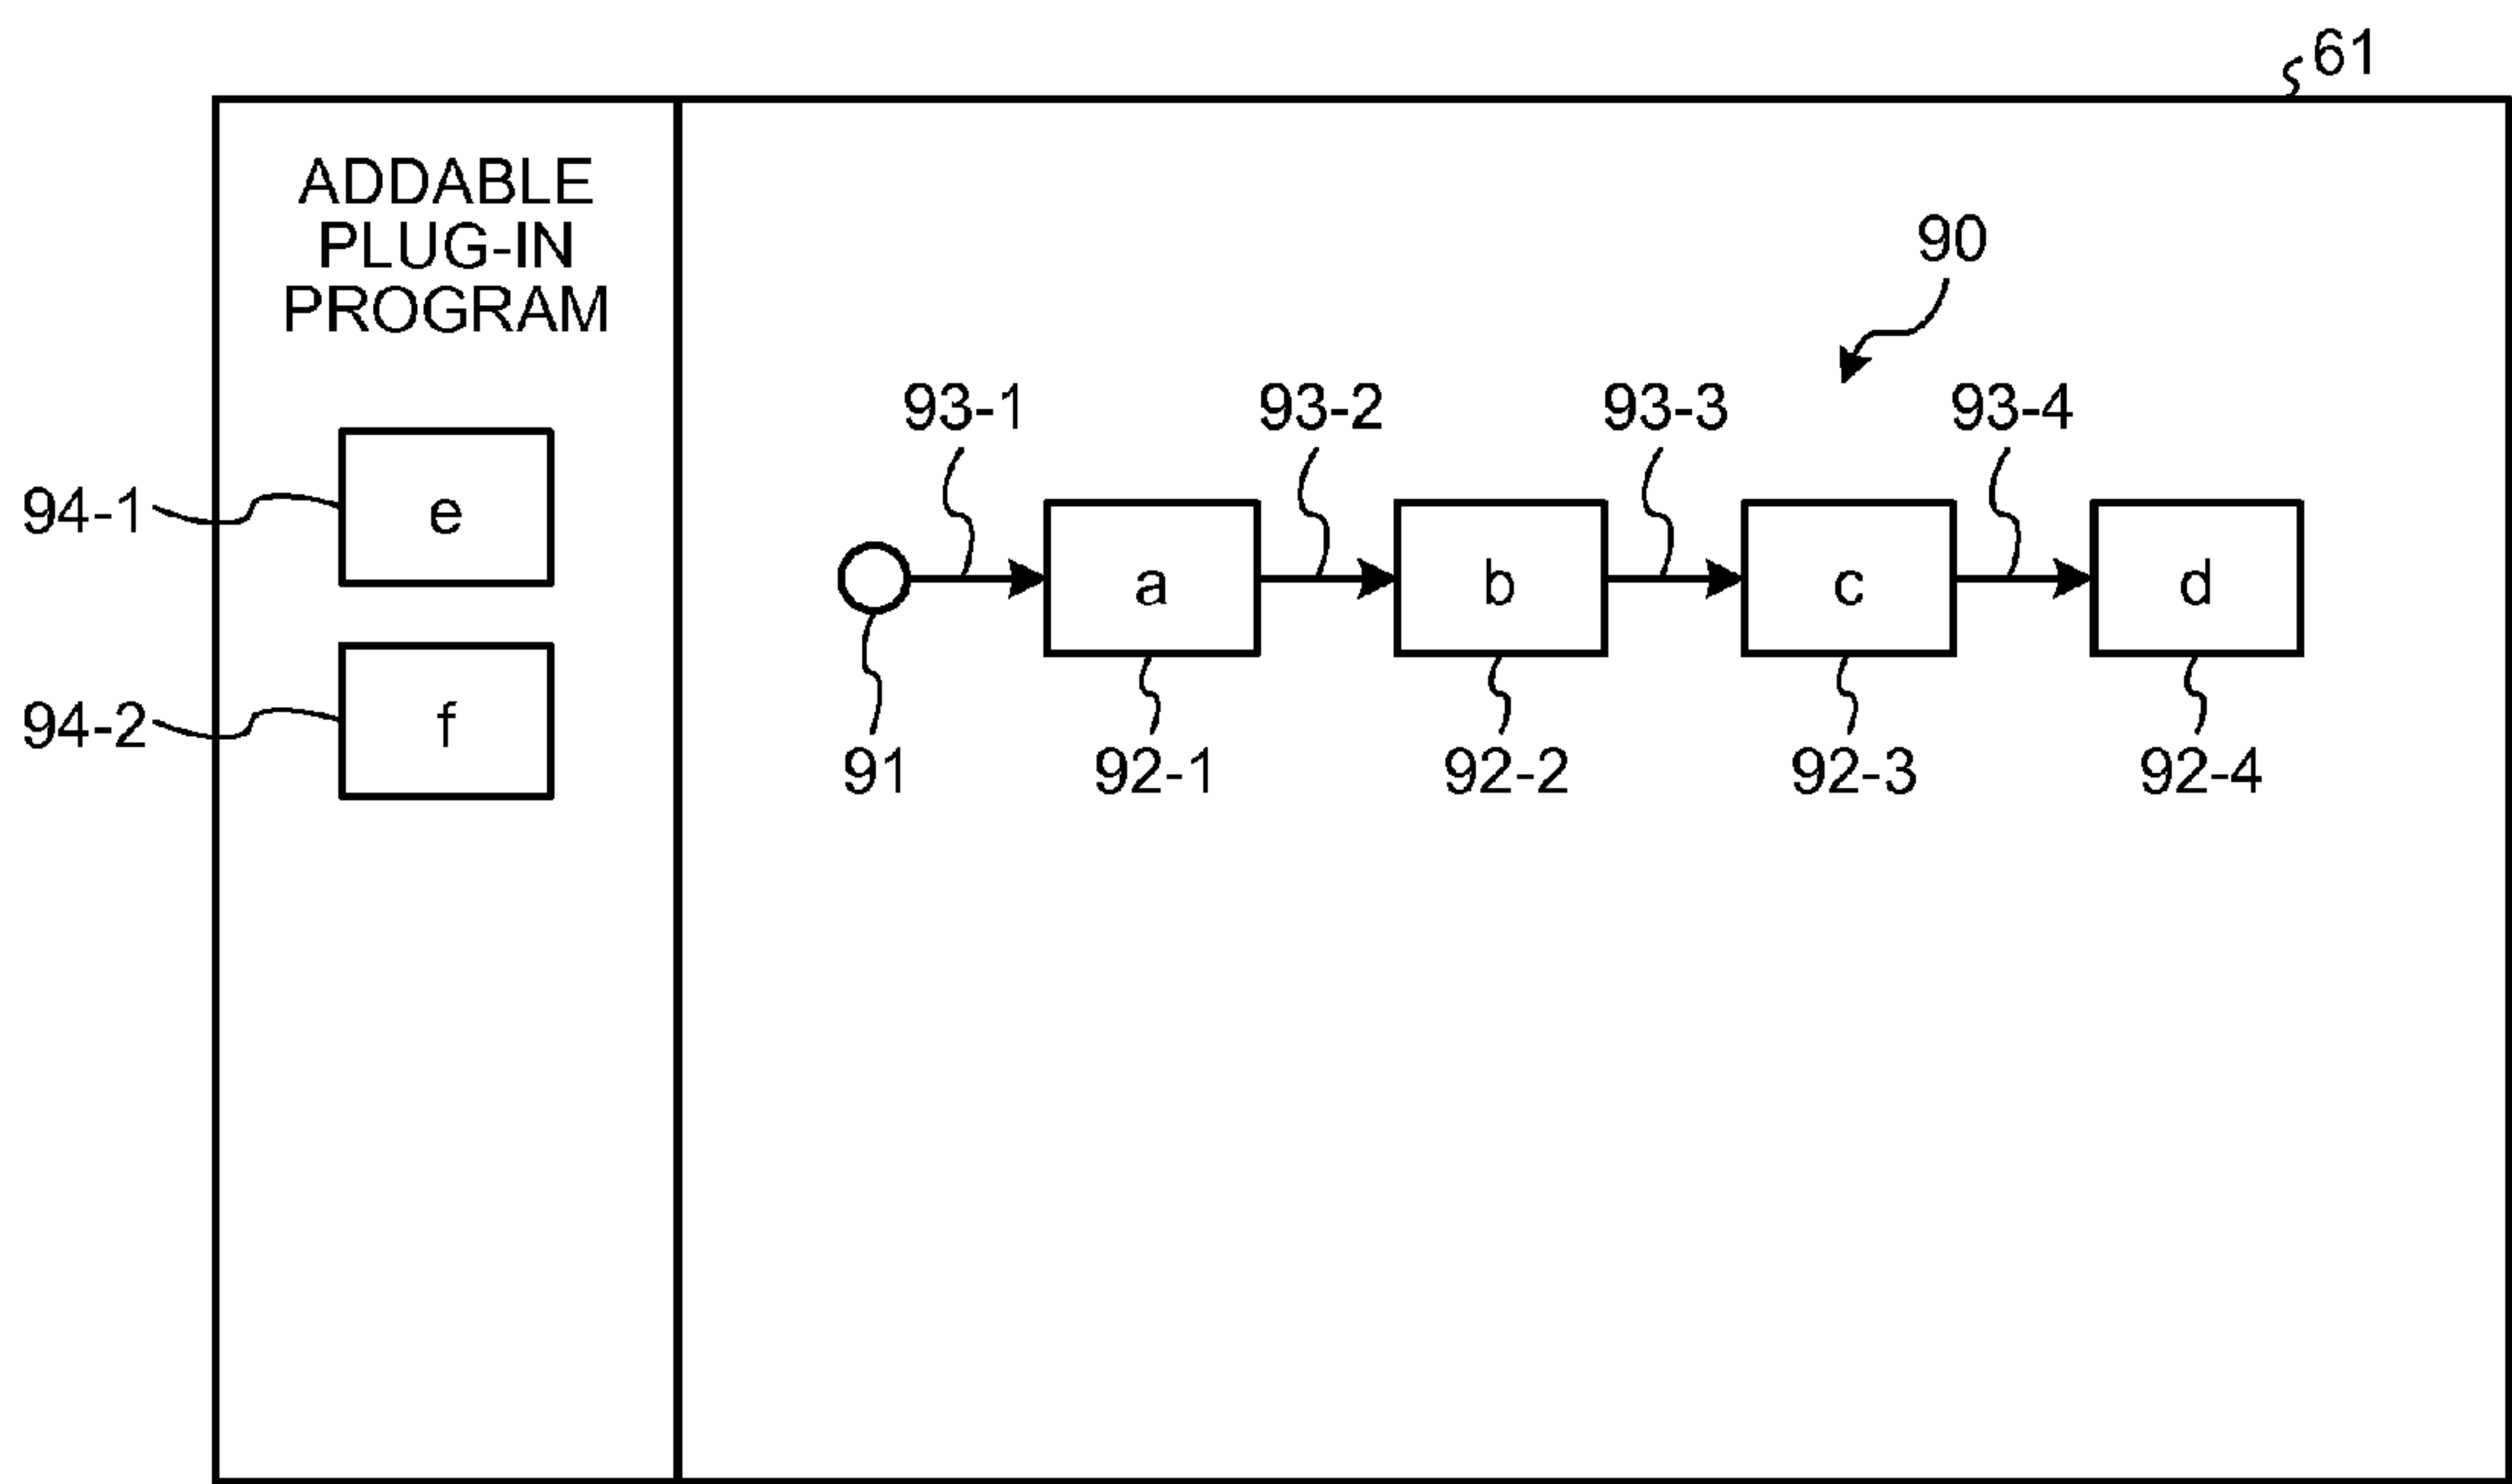 61
ADDABLE
PLUG-IN
PROGRAM
90
93-1 93-2 93-3 93-4
94-1 e
a b c d
94-2 f
91 92-1 92-2 92-3 92-4